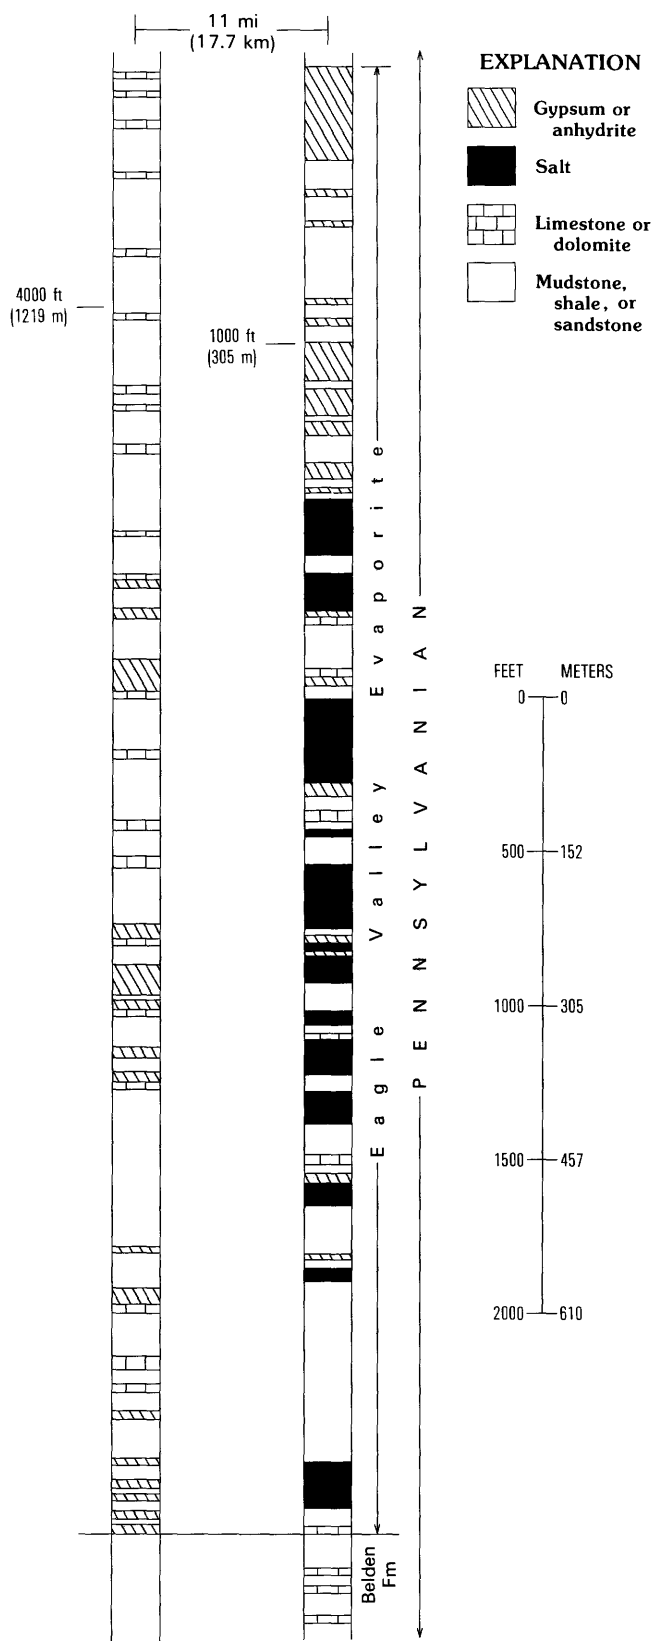 11 mi
(17.7 km)
EXPLANATION
Gypsum or
anhydrite
Salt
Limestone or
dolomite
Mudstone,
shale, or
sandstone
4000 ft
(1219 m)
1000 ft
(305 m)
Eagle Valley Evaporite
PENNSYLVANIAN
Belden
Fm
FEET METERS
0 0
500 152
1000 305
1500 457
2000 610